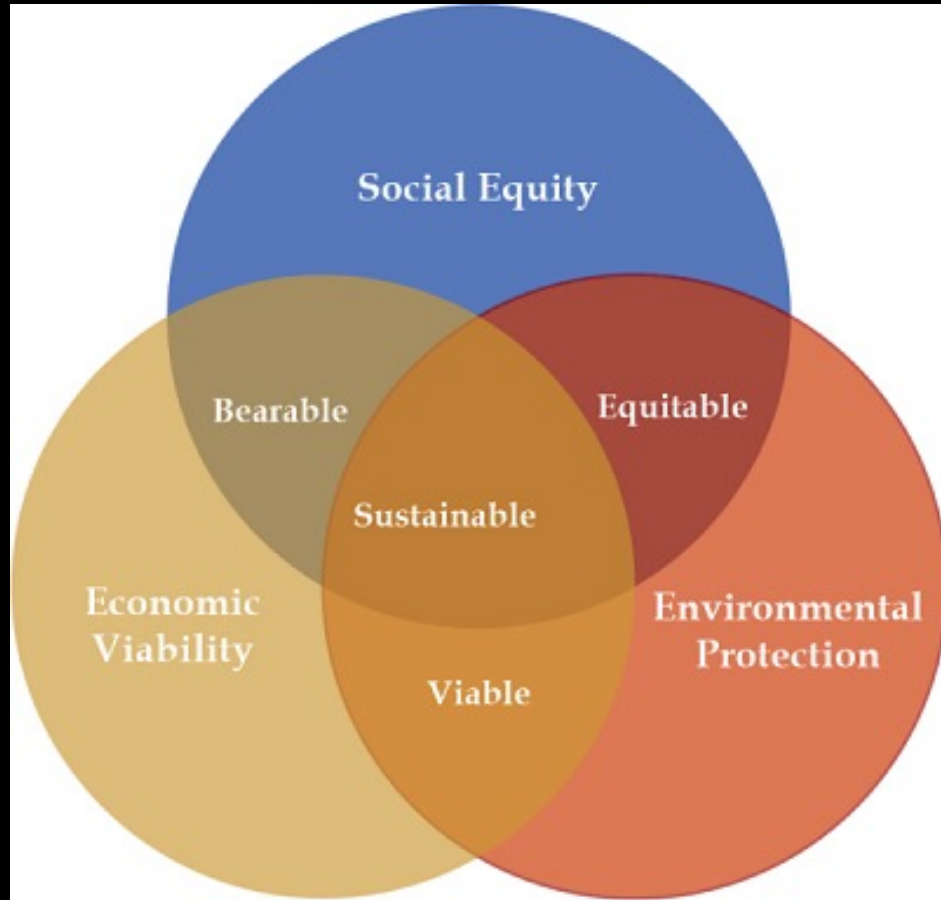 Social Equity
Bearable
Equitable
Sustainable
Economic
Viability
Environmental
Protection
Viable